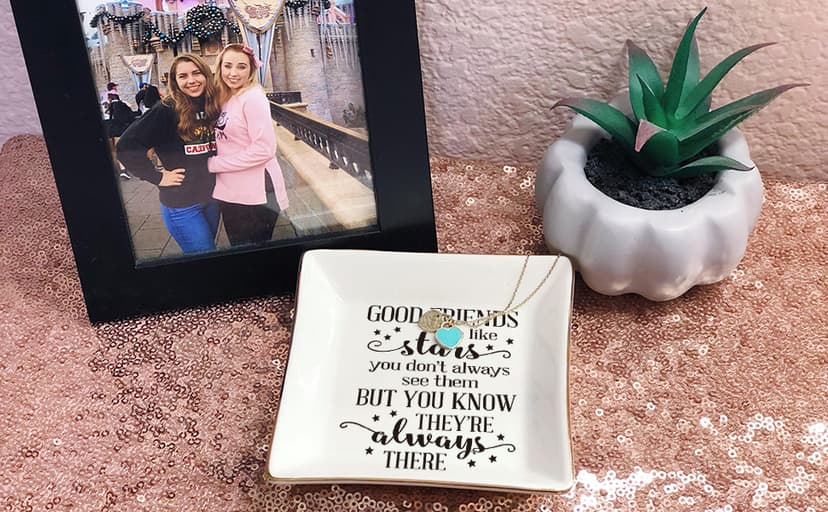 GOOD FRIENDS
like
stars
you don't always
see them
BUT YOU KNOW
THEY'RE
always
THERE